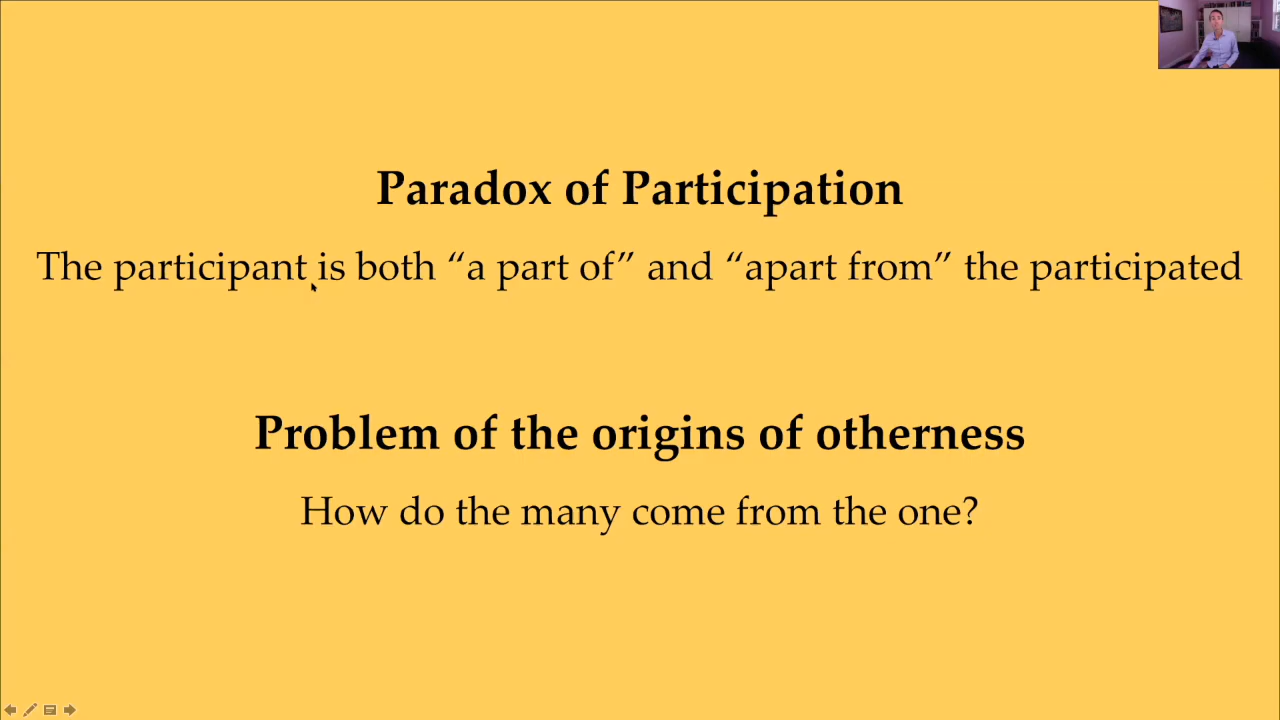 Paradox of Participation
The participant is both “a part of” and “apart from” the participated
Problem of the origins of otherness
How do the many come from the one?